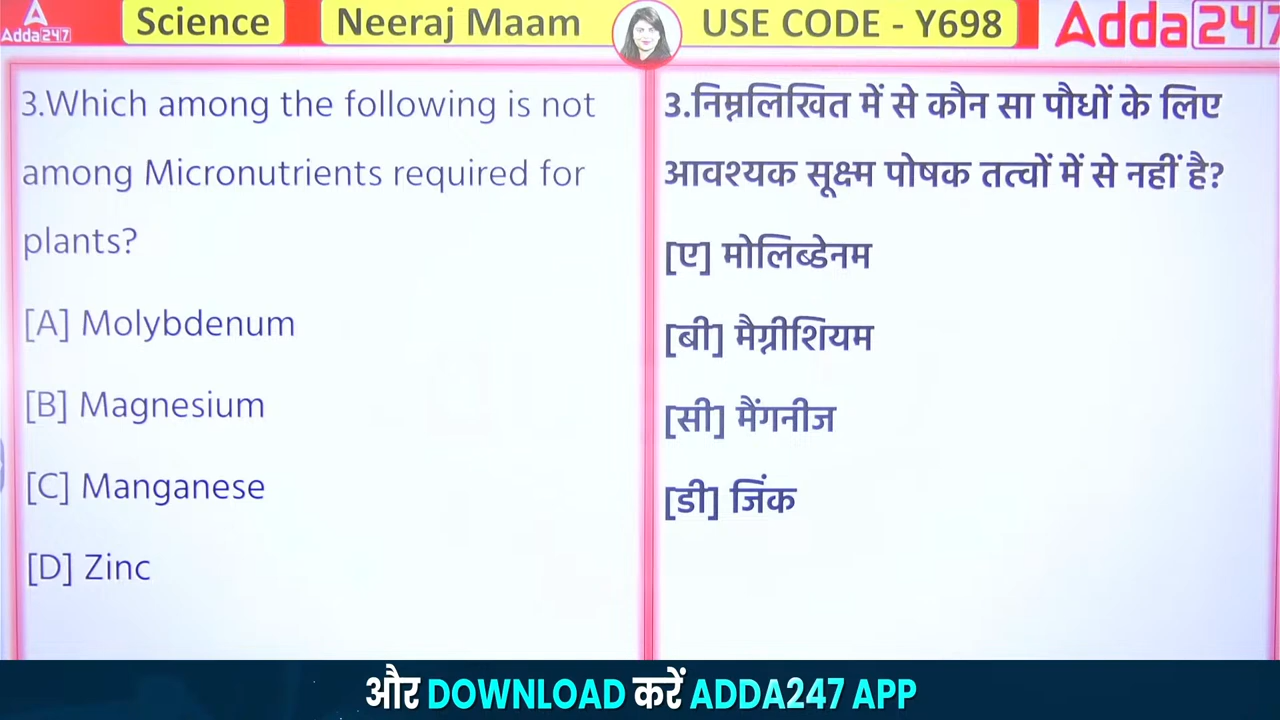 Adda247
Science
Neeraj Maam
USE CODE - Y698
Adda247
3.Which among the following is not
among Micronutrients required for
plants?
[A] Molybdenum
[B] Magnesium
[C] Manganese
[D] Zinc
3.निम्नलिखित में से कौन सा पौधों के लिए
आवश्यक सूक्ष्म पोषक तत्वों में से नहीं है?
[ए] मोलिब्डेनम
[बी] मैग्नीशियम
[सी] मैंगनीज
[डी] जिंक
और DOWNLOAD करें ADDA247 APP